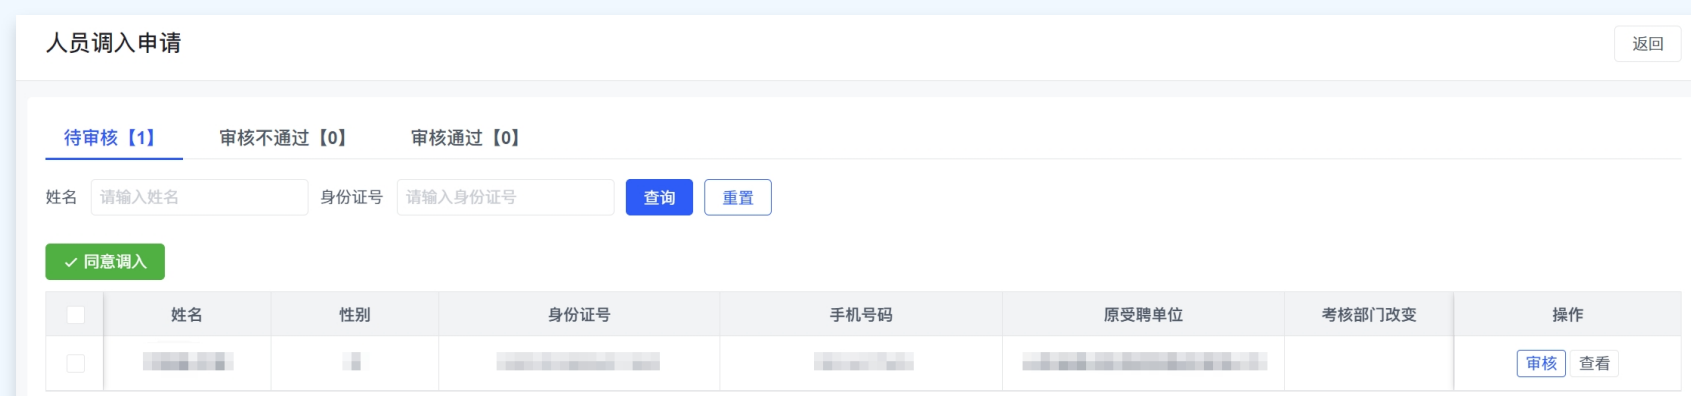 人员调入申请 返回
待审核【1】 审核不通过【0】 审核通过【0】
姓名 请输入姓名 身份证号 请输入身份证号 查询 重置
同意调入
姓名 性别 身份证号 手机号码 原受聘单位 考核部门改变 操作
审核 查看